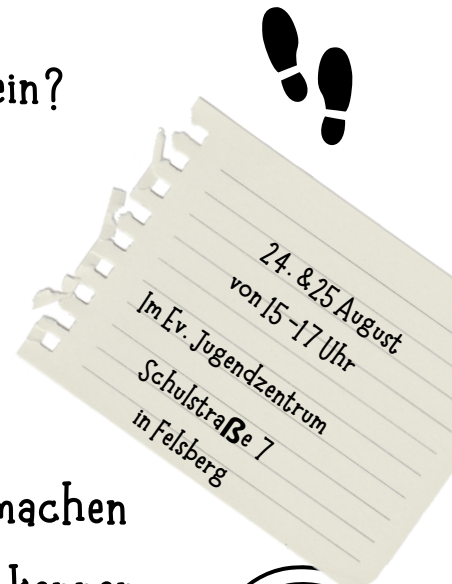 ein?
24. & 25 August
von 15 -17 Uhr
Im Ev. Jugendzentrum
Schulstraße 7
in Felsberg
machen